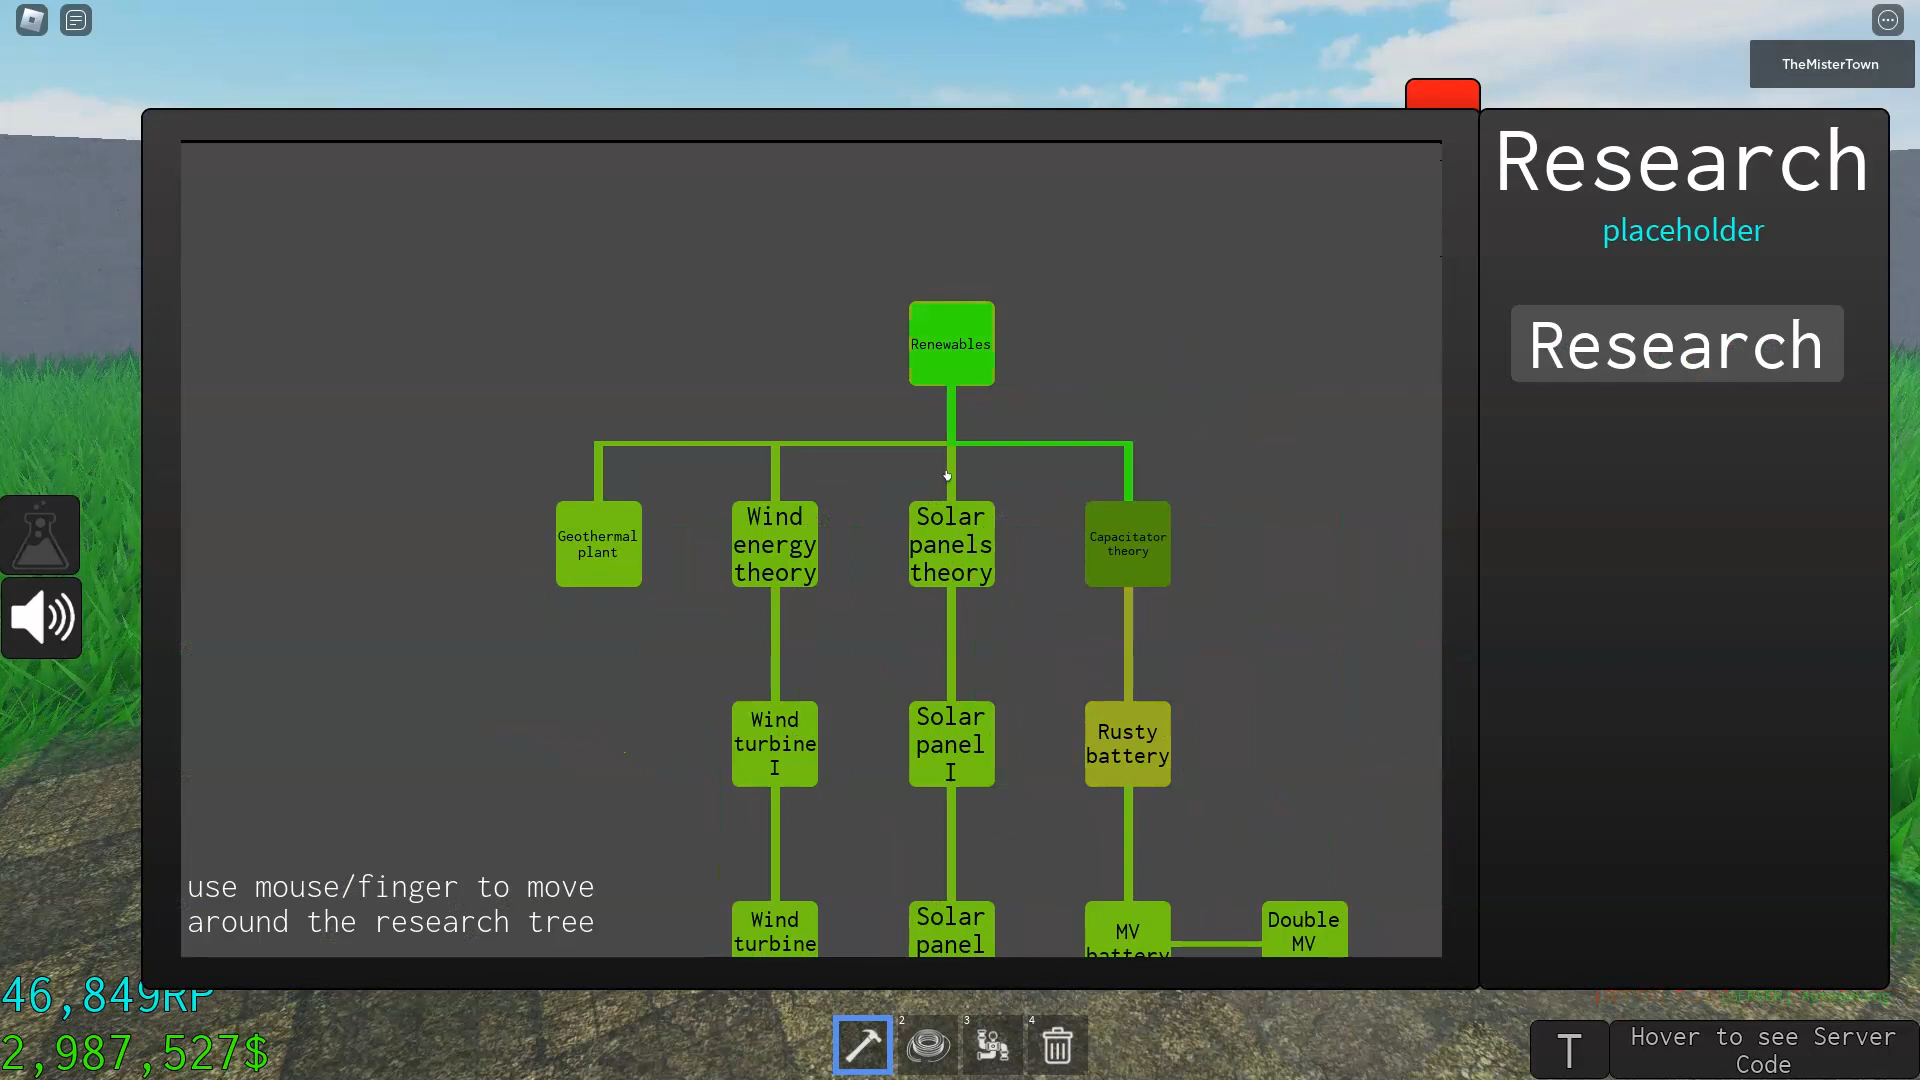 TheMisterTown
Research
placeholder
Research
Renewables
Geothermal
plant
Wind
energy
theory
Solar
panels
theory
Capacitator
theory
Wind
turbine
I
Solar
panel
I
Rusty
battery
Wind
turbine
Solar
panel
MV
battery
Double
MV
use mouse/finger to move
around the research tree
46,849RP
2,987,527$
2
3
4
T
Hover to see Server
Code